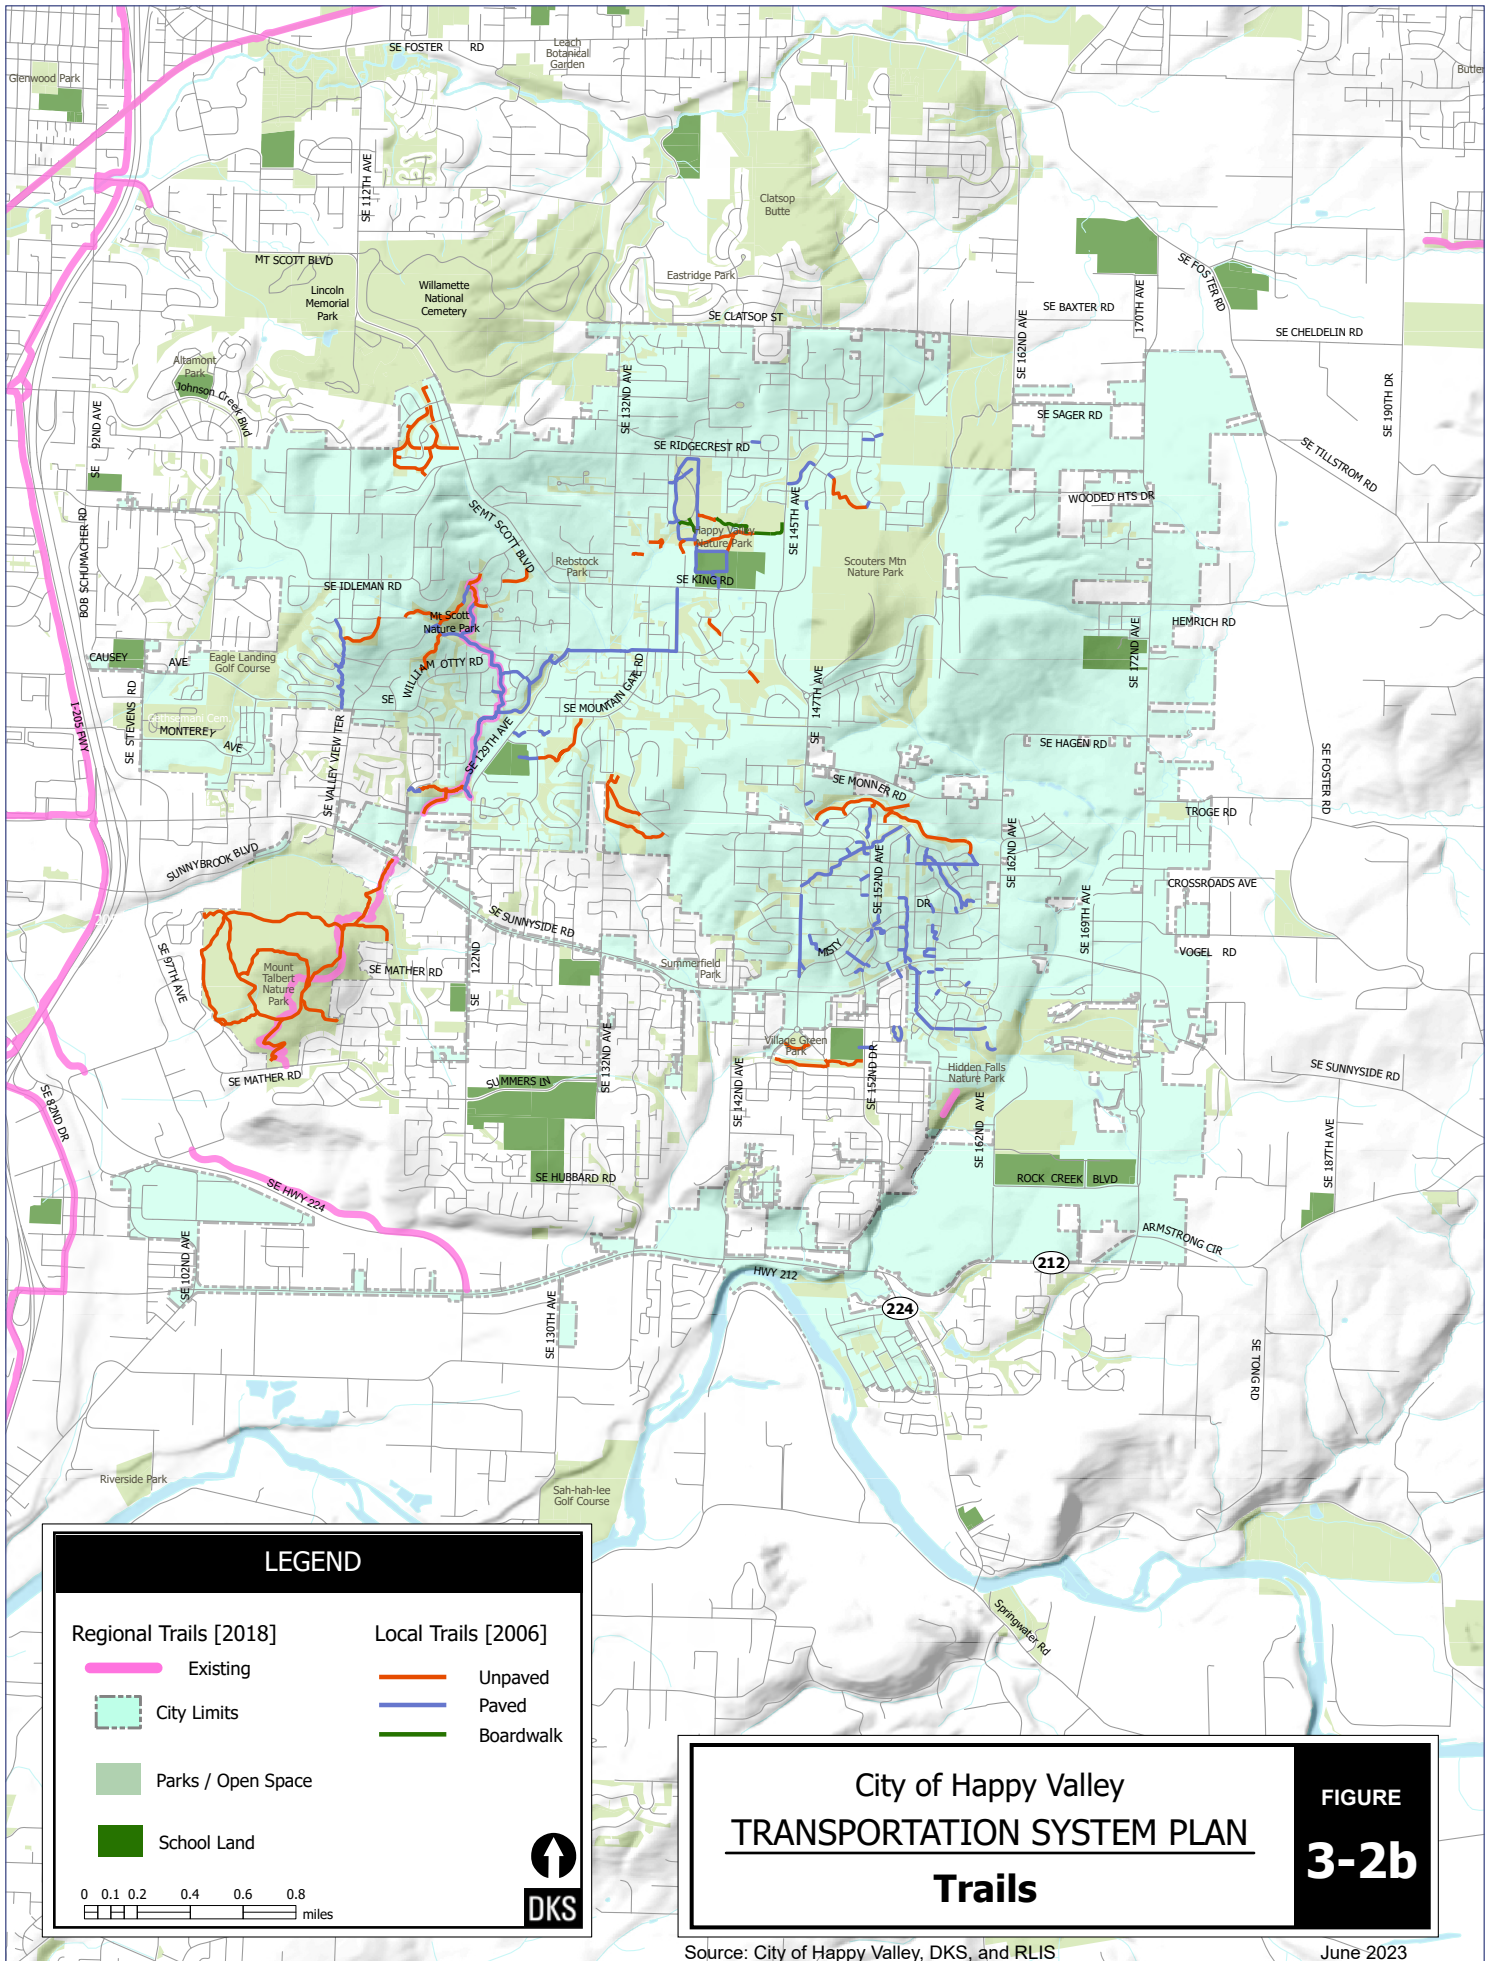 SE FOSTER RD
Leach
Botanical
Garden
Glenwood Park
Butler
SE 112TH AVE
Clatsop
Butte
MT SCOTT BLVD
Lincoln
Memorial
Park
Willamette
National
Cemetery
Eastridge Park
SE CLATSOP ST
SE BAXTER RD
170TH AVE
SE FOSTER RD
SE CHELDELIN RD
SE 162ND AVE
Altamont
Park
Johnson Creek Blvd
SE 92ND AVE
SE 132ND AVE
SE RIDGECREST RD
SE SAGER RD
SE 190TH DR
SE TILLSTROM RD
WOODED HTS DR
BOB SCHUMACHER RD
SE MT SCOTT BLVD
SE 145TH AVE
Happy Valley
Nature Park
Rebstock
Park
SE KING RD
Scouters Mtn
Nature Park
SE IDLEMAN RD
Mt Scott
Nature Park
HEMRICH RD
SE 172ND AVE
CAUSEY AVE
Eagle Landing
Golf Course
SE WILLIAM OTTY RD
SE MOUNTAIN GATE RD
SE 147TH AVE
SE STEVENS RD
I-205 FWY
Gethsemani Cem.
MONTEREY AVE
SE VALLEY VIEW TER
SE 129TH AVE
SE HAGEN RD
SE FOSTER RD
SE MONNER RD
TROGE RD
SUNNYBROOK BLVD
SE 162ND AVE
SE 152ND AVE
CROSSROADS AVE
SE 169TH AVE
MISTY DR
SE SUNNYSIDE RD
SE 97TH AVE
SE 122ND
SE MATHER RD
Mount
Talbert
Nature
Park
Summerfield
Park
VOGEL RD
Village Green
Park
SE 132ND AVE
SE 142ND AVE
SE 152ND DR
Hidden Falls
Nature Park
SE SUNNYSIDE RD
SE MATHER RD
SUMMERS LN
SE 82ND DR
SE 162ND AVE
SE 187TH AVE
SE HUBBARD RD
ROCK CREEK BLVD
SE HWY 224
ARMSTRONG CIR
SE 102ND AVE
HWY 212
212
224
SE 130TH AVE
SE TONG RD
Riverside Park
Sah-hah-lee
Golf Course
Springwater Rd
LEGEND
Regional Trails [2018]
Existing
City Limits
Parks / Open Space
School Land
Local Trails [2006]
Unpaved
Paved
Boardwalk
0 0.1 0.2 0.4 0.6 0.8
miles
DKS
City of Happy Valley
TRANSPORTATION SYSTEM PLAN
Trails
FIGURE
3-2b
Source: City of Happy Valley, DKS, and RLIS
June 2023